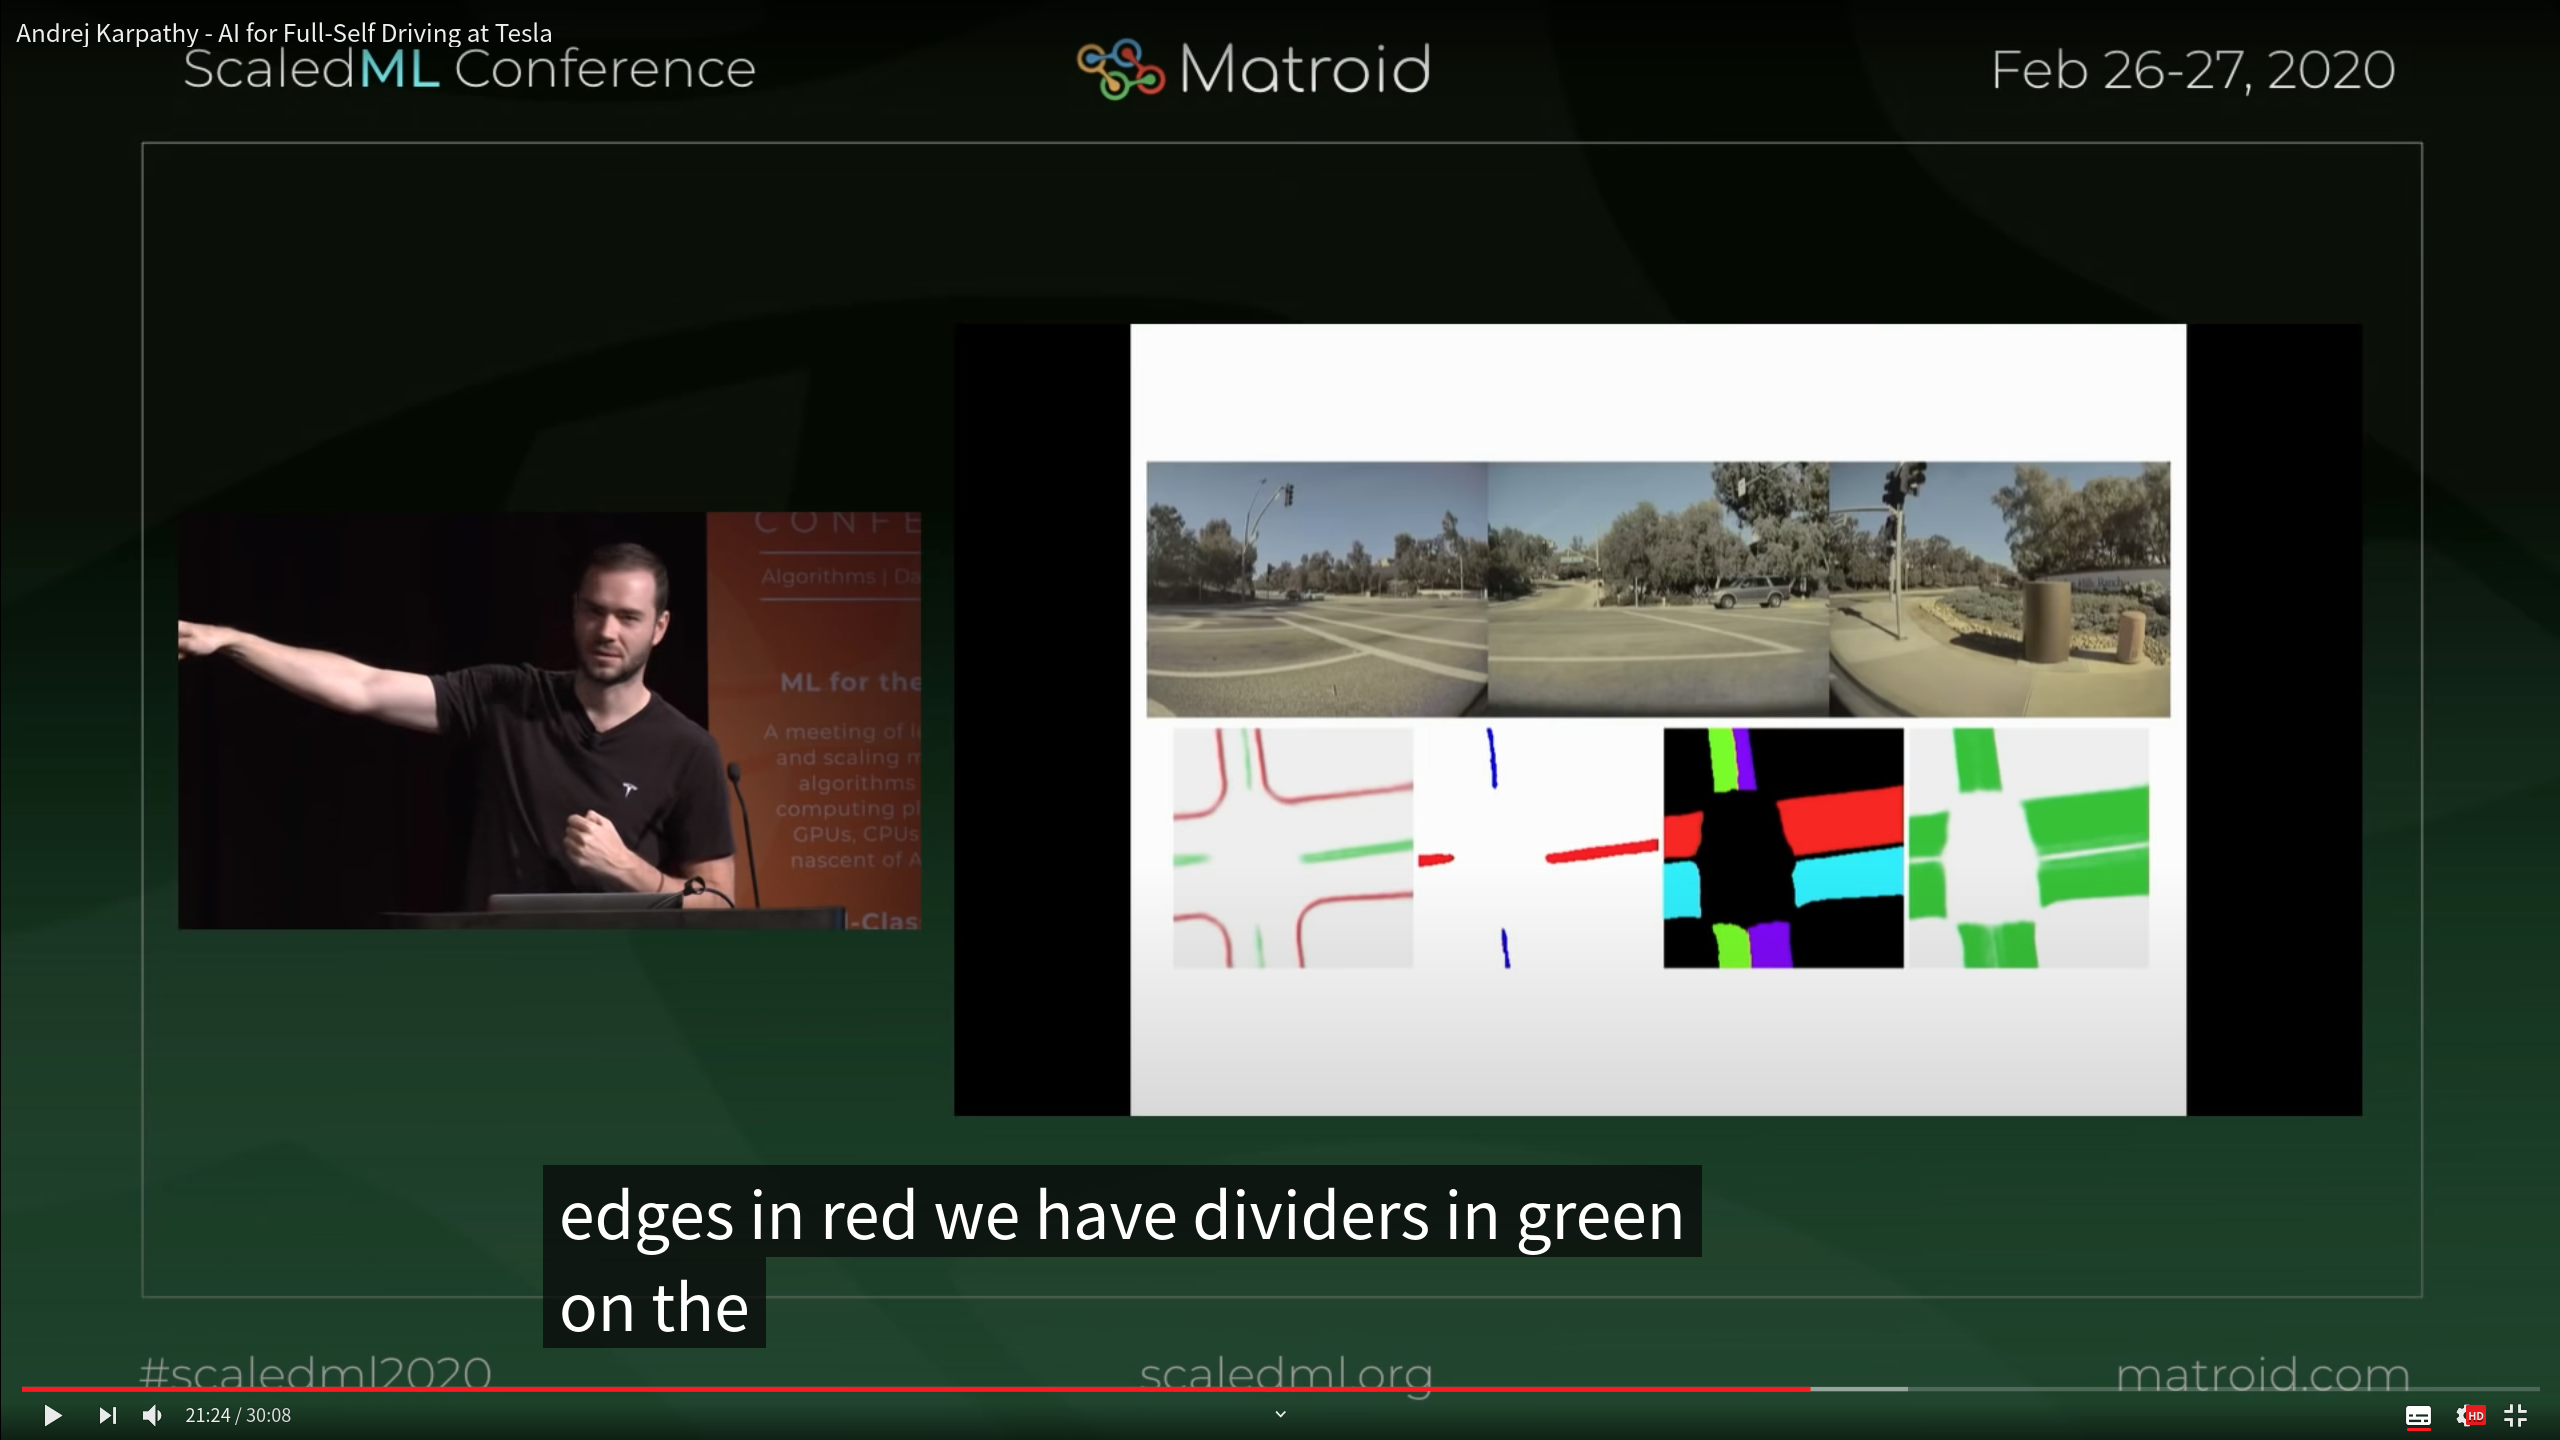 Andrej Karpathy - AI for Full-Self Driving at Tesla
ScaledML Conference
Matroid
Feb 26-27, 2020
CONFE
Algorithms | Da
ML for the
A meeting of
and scaling
algorithms
computing
GPUs, CPUs
nascent of A
-Clas
edges in red we have dividers in green
on the
#scaledml2020
scaledml.org
matroid.com
21:24 / 30:08
HD